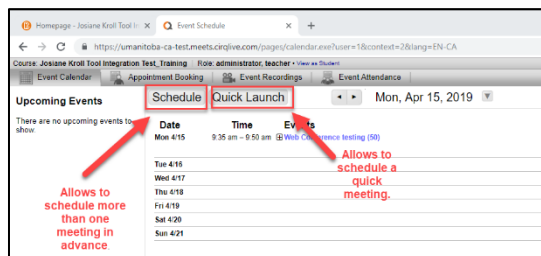 Homepage - Josiane Kroll Tool In
Event Schedule
https://umanitoba-ca-test.meets.cirqlive.com/pages/calendar.exe?user=1&context=2&lang=EN-CA
Course: Josiane Kroll Tool Integration Test_Training Role: administrator, teacher • View as Student
Event Calendar Appointment Booking Event Recordings Event Attendance
Upcoming Events
There are no upcoming events to
show
Schedule Quick Launch Mon, Apr 15, 2019
Date Time Events
Mon 4/15 9:35 am – 9:50 am Web Conference testing (50)
Tue 4/16
Wed 4/17
Thu 4/18
Fri 4/19
Sat 4/20
Sun 4/21
Allows to
schedule more
than one
meeting in
advance
Allows to
schedule a
quick
meeting.